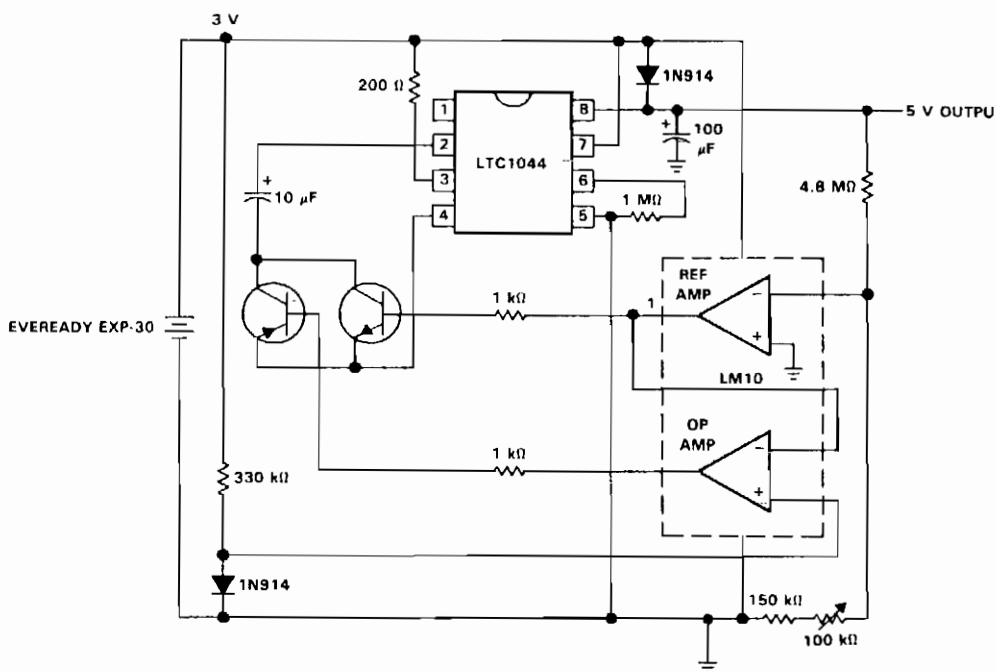 3 V
200 Ω
1N914
1
2
3
4
LTC1044
8
7
6
5
+
100
µF
5 V OUTPU
4.8 MΩ
1 MΩ
+
10 µF
REF
AMP
1 kΩ
1
−
+
EVEREADY EXP-30
LM10
OP
AMP
1 kΩ
−
+
330 kΩ
1N914
150 kΩ
100 kΩ